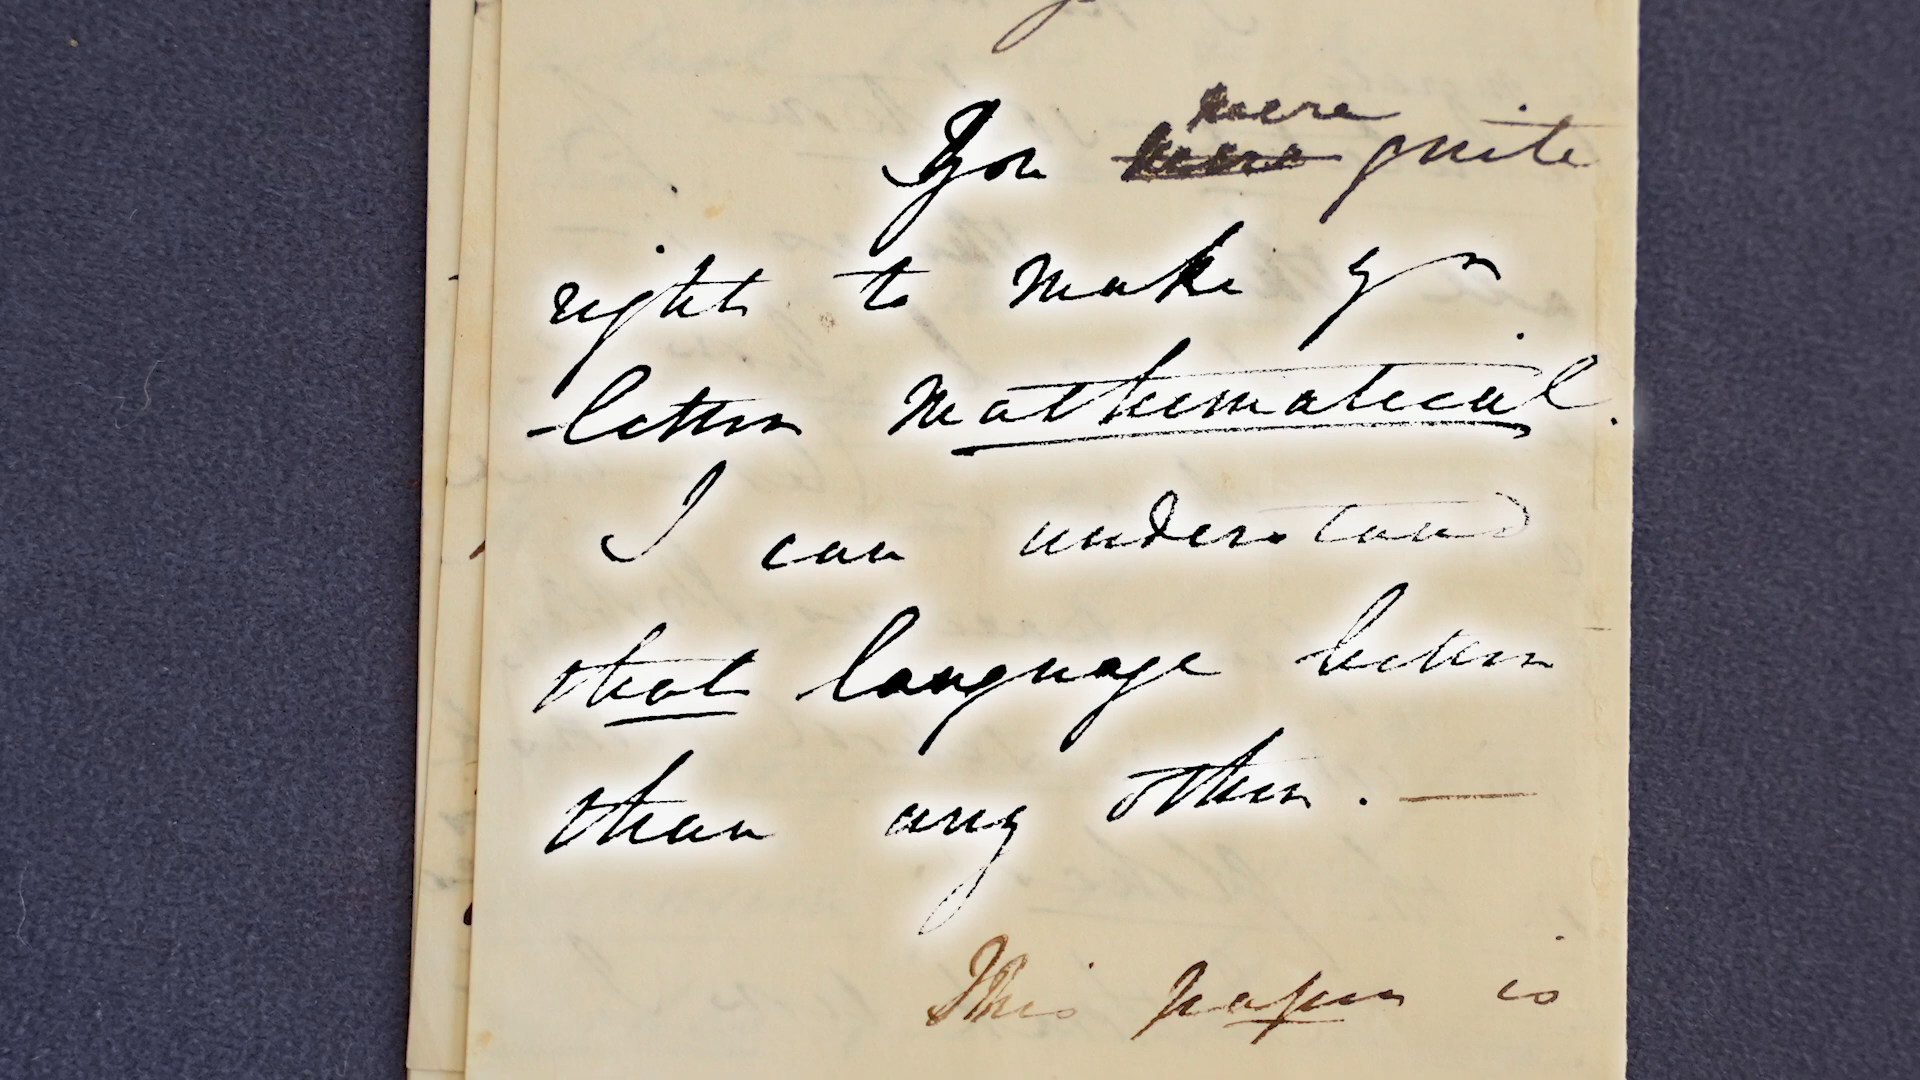 were
You were quite
right to make yr
letter mathematical.
I can understand
that language better
than any other. —
This paper is